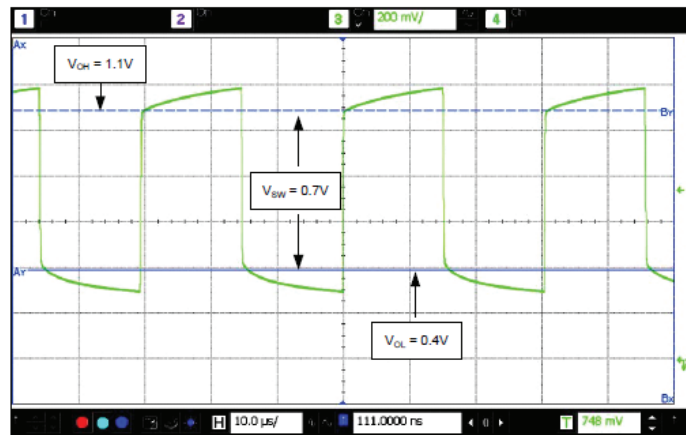 1 2 3 200 mV/ 4
Ax
VOH = 1.1V
By
VSW = 0.7V
Ay
VOL = 0.4V
Bx
H 10.0 µs/ 111.0000 ns 0 T 748 mV